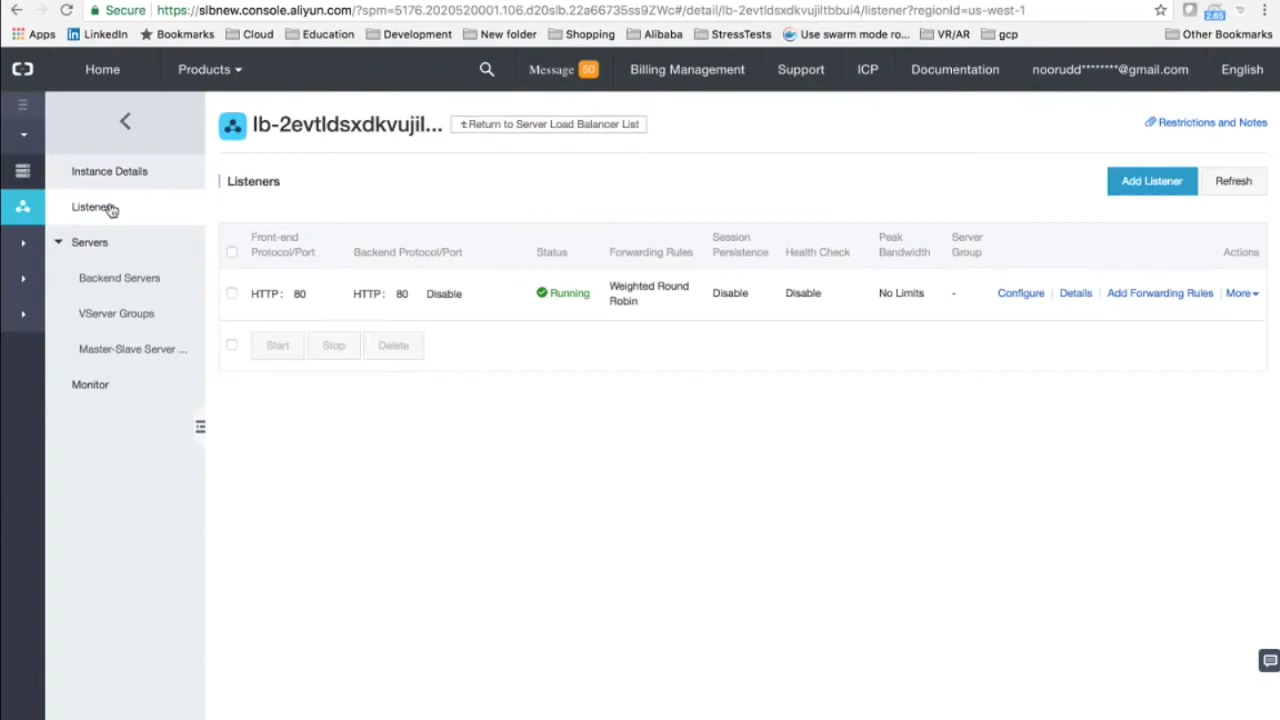 Secure https://slbnew.console.aliyun.com/?spm=5176.2020520001.106.d20slb.22a66735ss9ZWc#/detail/lb-2evtldsxdkvujiltbbui4/listener?regionId=us-west-1
2.65
Apps LinkedIn Bookmarks Cloud Education Development New folder Shopping Alibaba StressTests Use swarm mode ro... VR/AR gcp Other Bookmarks
Home Products Message 50 Billing Management Support ICP Documentation noorudd********@gmail.com English
lb-2evtldsxdkvujil... Return to Server Load Balancer List Restrictions and Notes
Instance Details
Listeners
Servers
Backend Servers
VServer Groups
Master-Slave Server ...
Monitor
Listeners Add Listener Refresh
Front-end Protocol/Port Backend Protocol/Port Status Forwarding Rules Session Persistence Health Check Peak Bandwidth Server Group Actions
HTTP: 80 HTTP: 80 Disable Running Weighted Round Robin Disable Disable No Limits - Configure Details Add Forwarding Rules More
Start Stop Delete